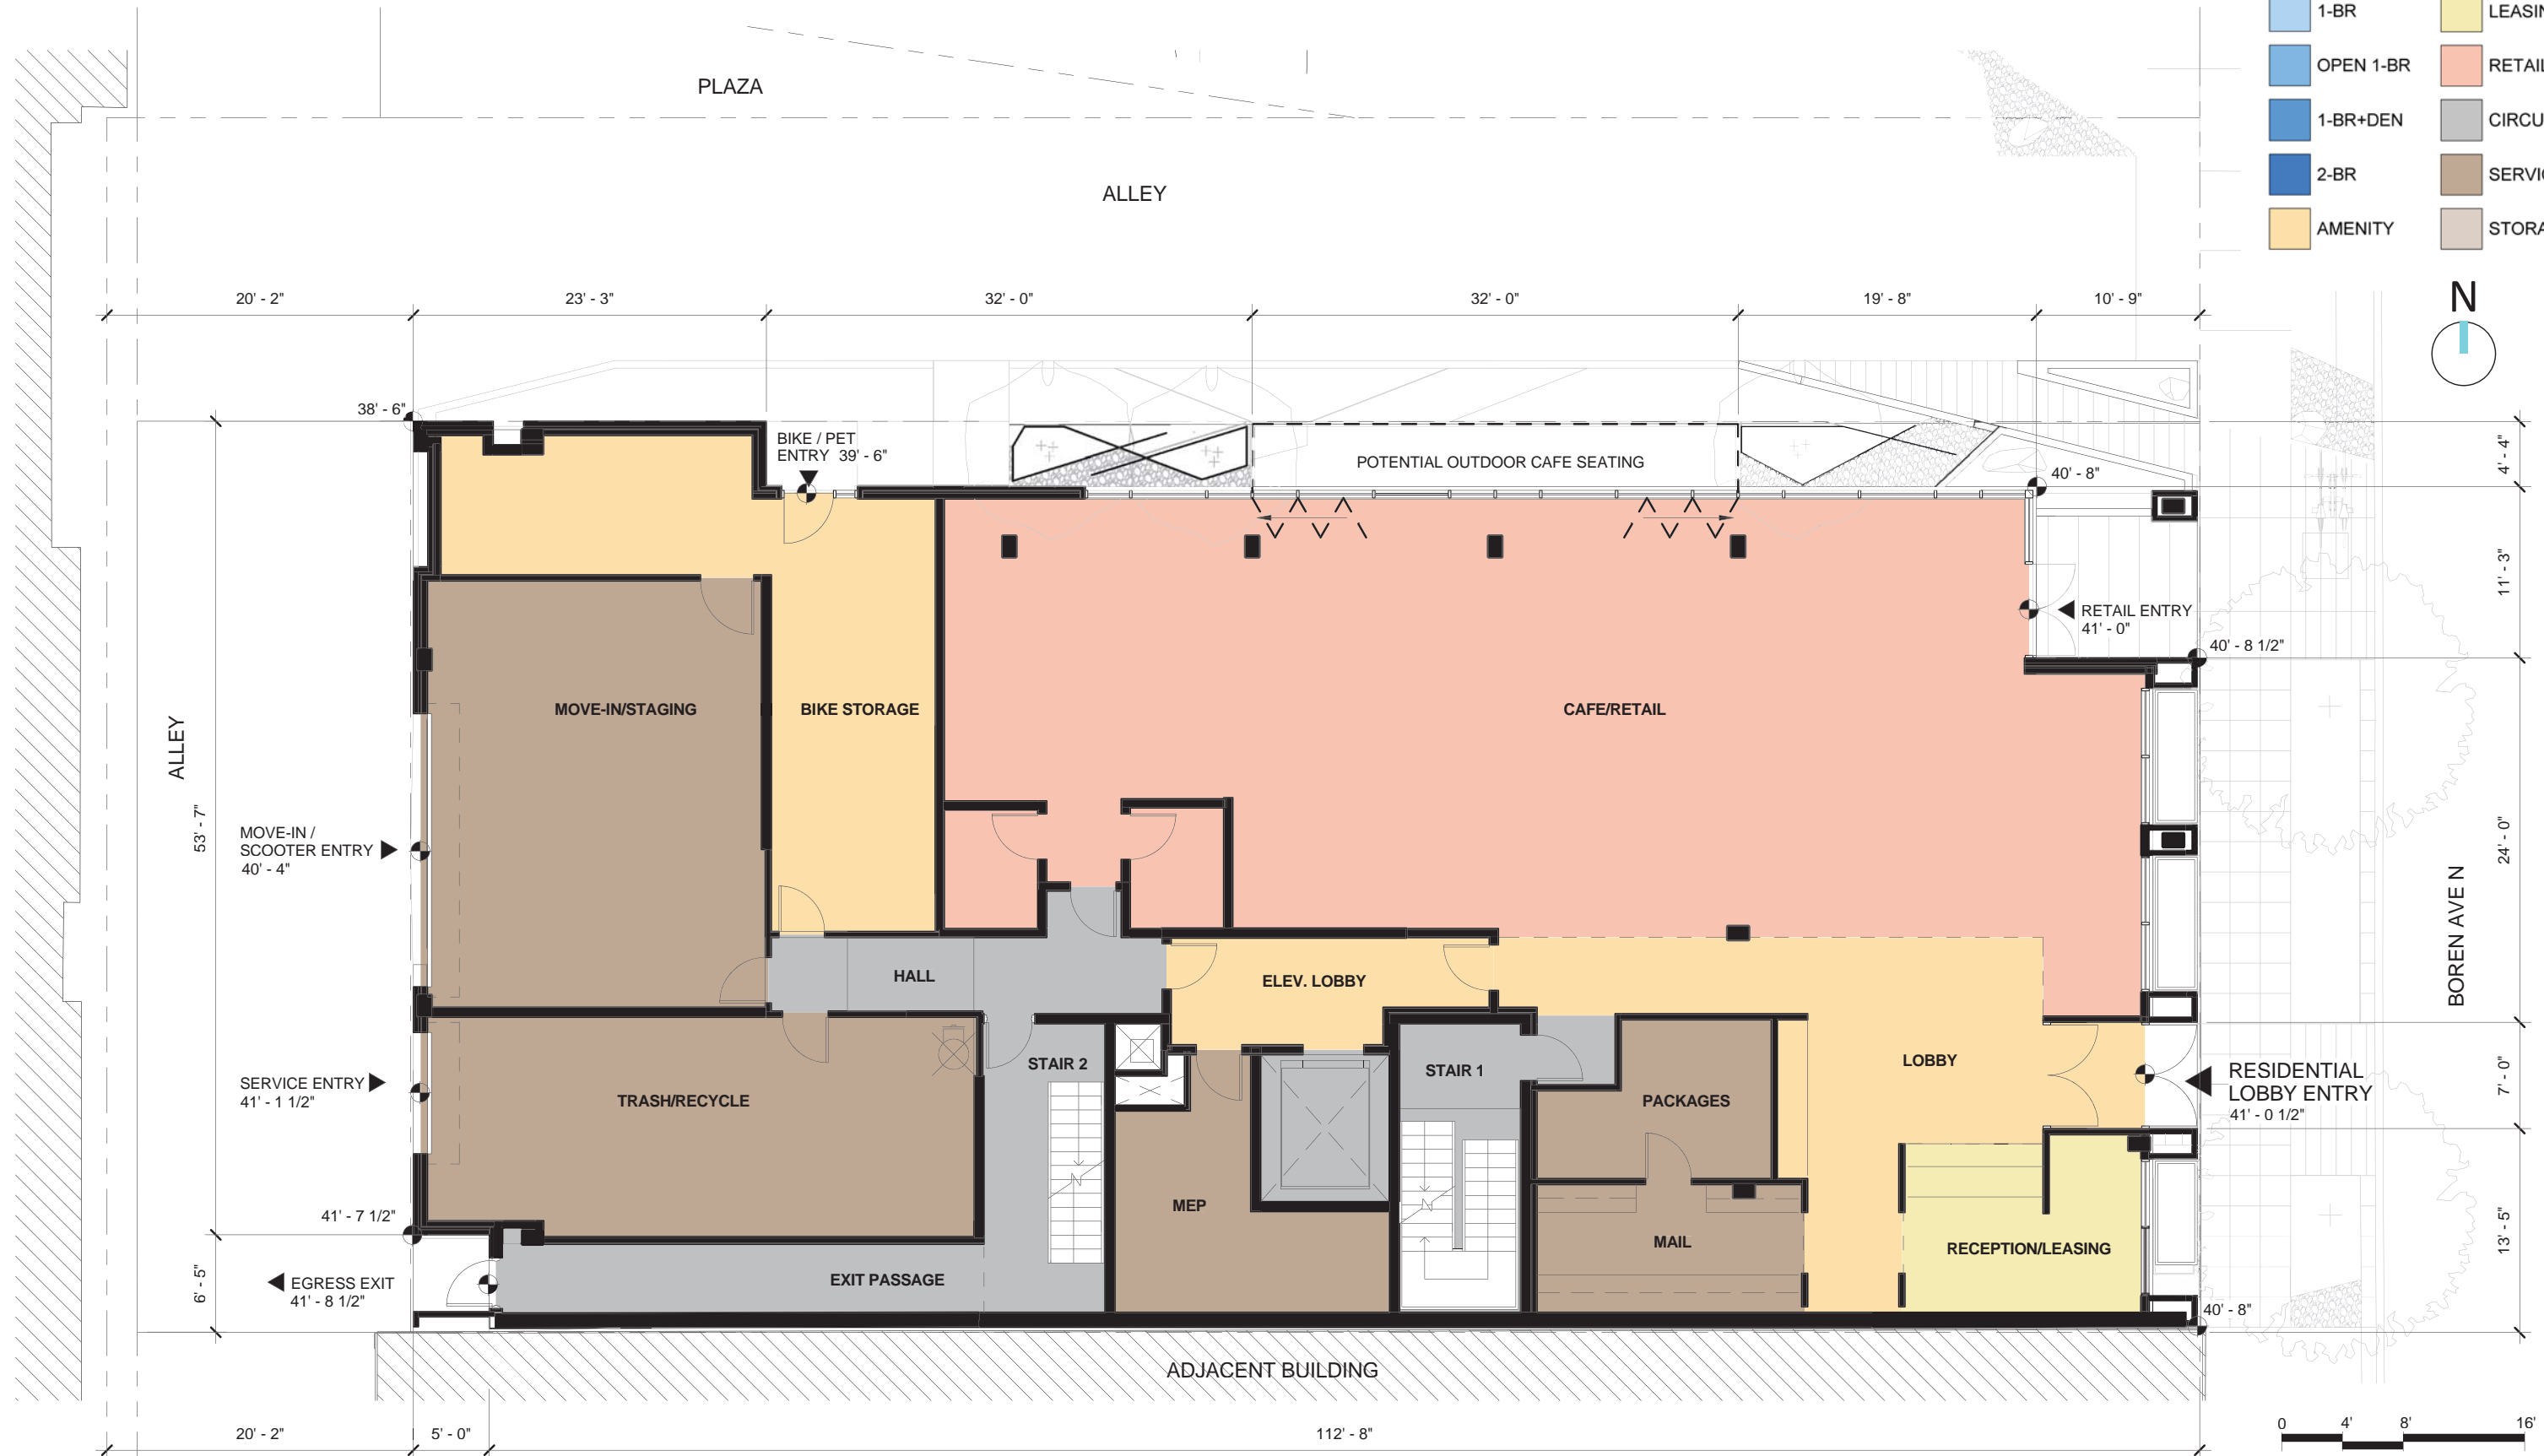 1-BR
OPEN 1-BR
RETAIL
1-BR+DEN
2-BR
AMENITY
PLAZA
ALLEY
20' - 2"
23' - 3"
32' - 0"
32' - 0"
19' - 8"
10' - 9"
N
38' - 6"
BIKE / PET
ENTRY 39' - 6"
POTENTIAL OUTDOOR CAFE SEATING
40' - 8"
4' - 4"
11' - 3"
RETAIL ENTRY
41' - 0"
40' - 8 1/2"
MOVE-IN/STAGING
BIKE STORAGE
CAFE/RETAIL
ALLEY
53' - 7"
MOVE-IN /
SCOOTER ENTRY
40' - 4"
24' - 0"
BOREN AVE N
HALL
ELEV. LOBBY
STAIR 2
STAIR 1
LOBBY
RESIDENTIAL
LOBBY ENTRY
41' - 0 1/2"
7' - 0"
SERVICE ENTRY
41' - 1 1/2"
TRASH/RECYCLE
PACKAGES
MEP
41' - 7 1/2"
MAIL
RECEPTION/LEASING
13' - 5"
EGRESS EXIT
41' - 8 1/2"
6' - 5"
EXIT PASSAGE
40' - 8"
ADJACENT BUILDING
20' - 2"
5' - 0"
112' - 8"
0 4' 8' 16'